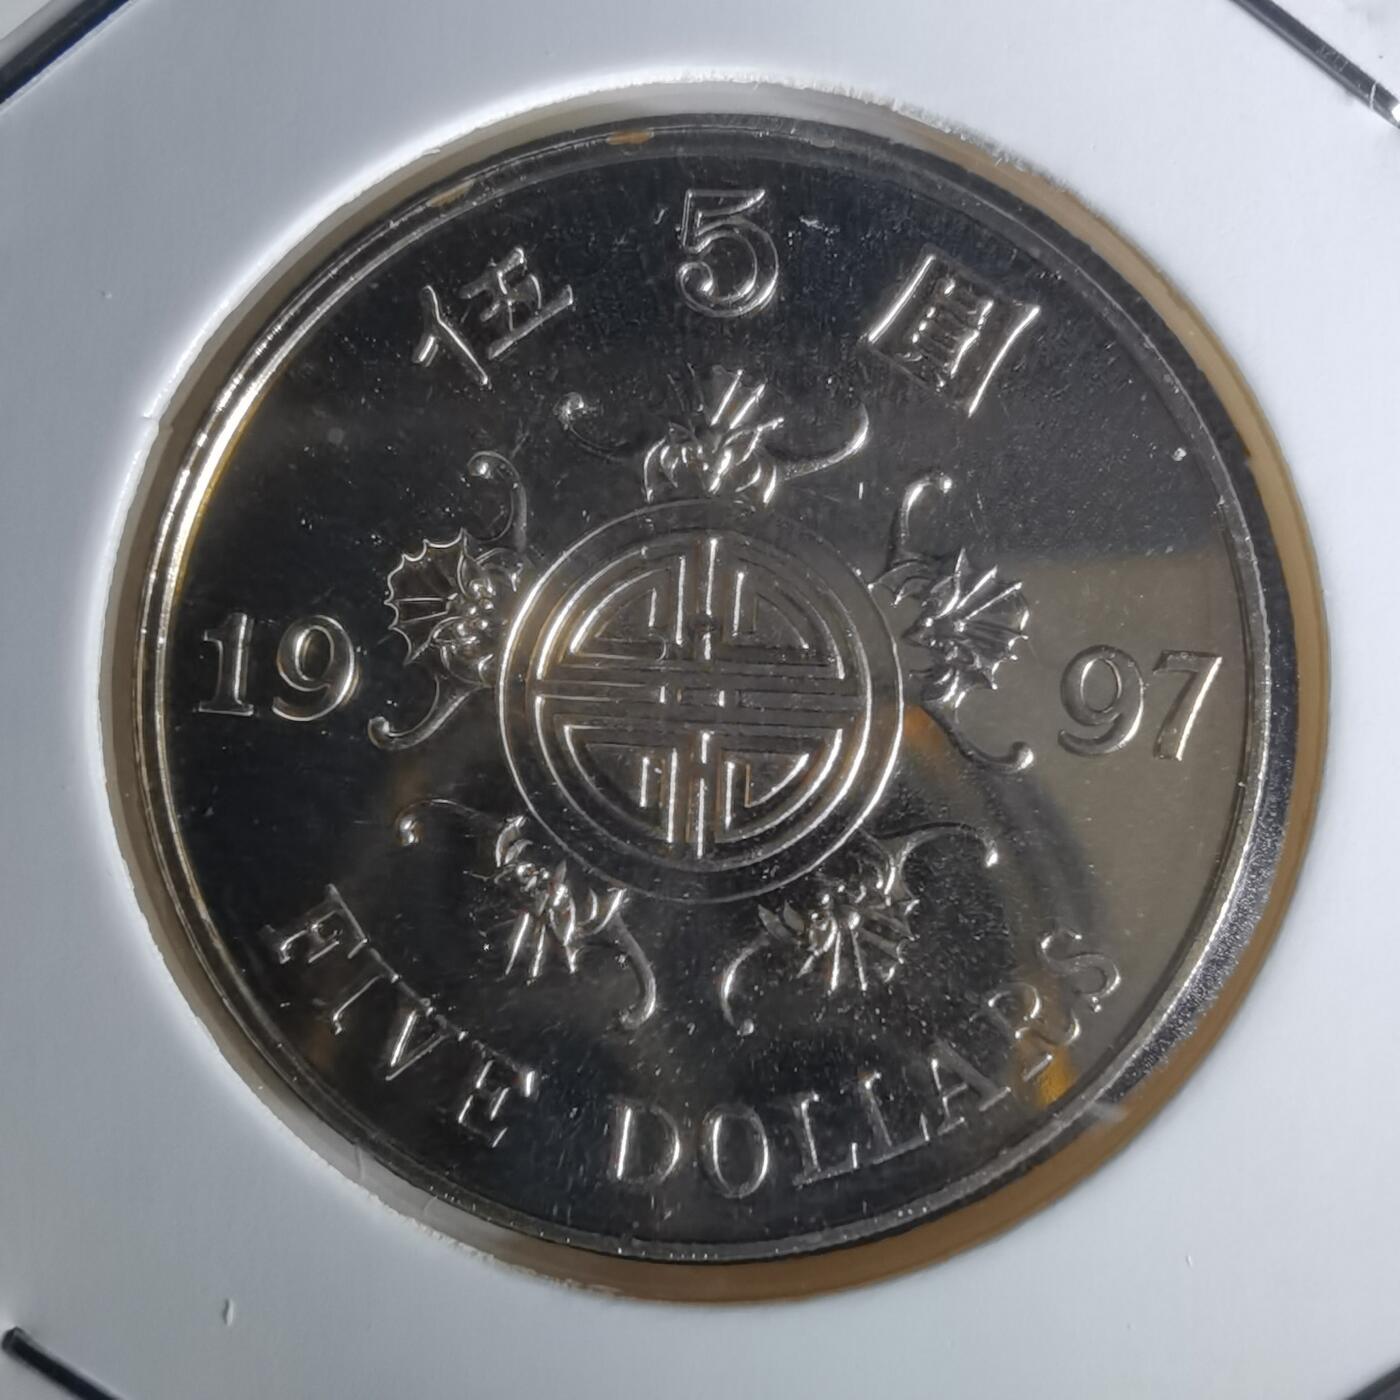 伍 5 圓
19 97
FIVE DOLLARS